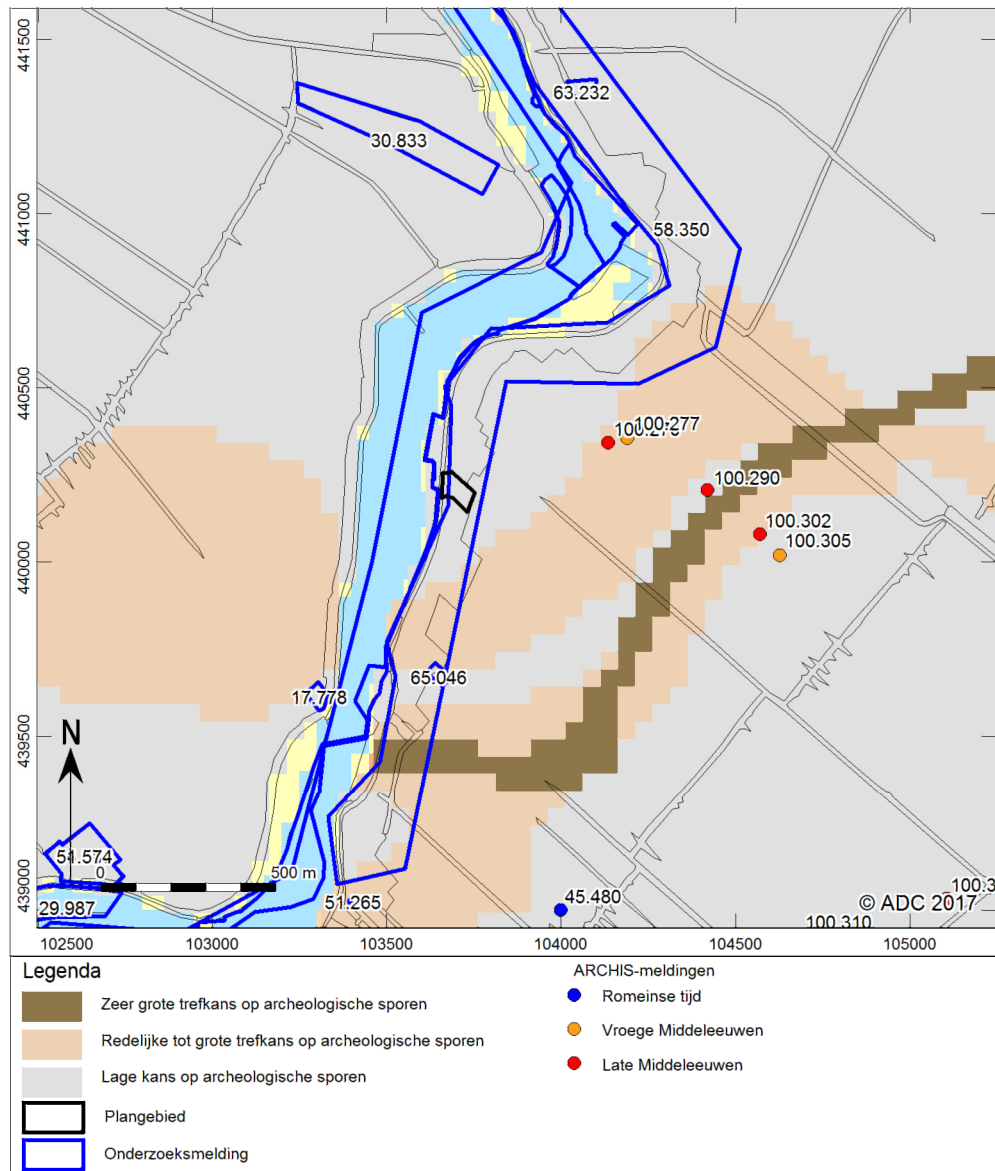 441500
441000
440500
440000
439500
439000
63.232
30.833
58.350
100.277
100.290
100.302
100.305
65.046
17.778
N
54.574
0
500 m
29.987
51.265
45.480
© ADC 2017
100.310
102500
103000
103500
104000
104500
105000
Legenda
Zeer grote trefkans op archeologische sporen
Redelijke tot grote trefkans op archeologische sporen
Lage kans op archeologische sporen
Plangebied
Onderzoeksmelding
ARCHIS-meldingen
Romeinse tijd
Vroege Middeleeuwen
Late Middeleeuwen